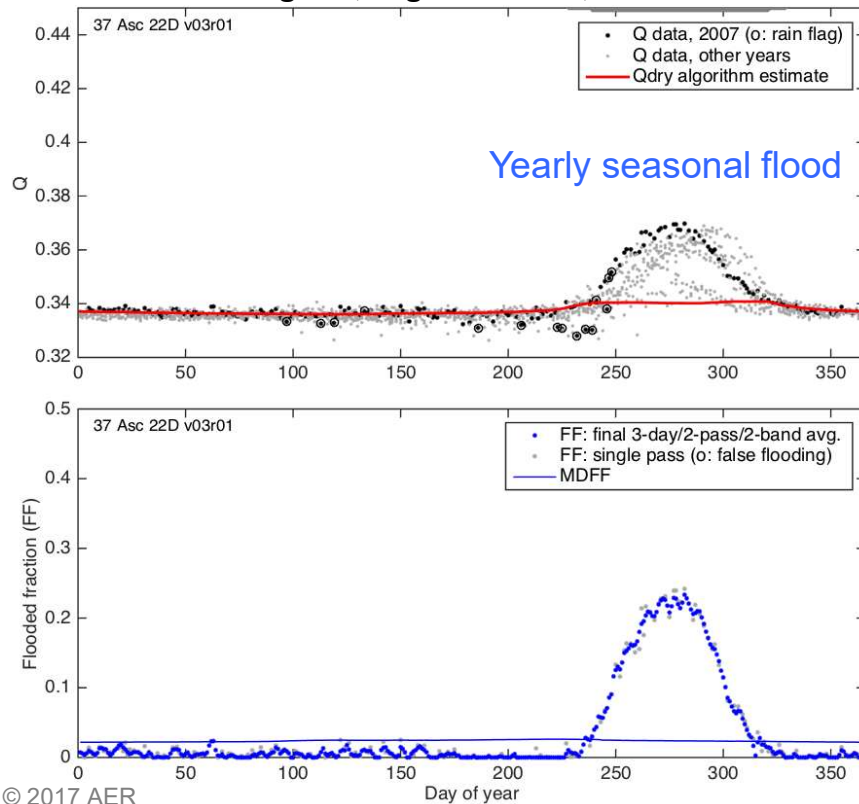 37 Asc 22D v03r01
Q data, 2007 (o: rain flag)
Q data, other years
Qdry algorithm estimate
Yearly seasonal flood
Q
0.44
0.42
0.4
0.38
0.36
0.34
0.32
0 50 100 150 200 250 300 350
37 Asc 22D v03r01
FF: final 3-day/2-pass/2-band avg.
FF: single pass (o: false flooding)
MDFF
Flooded fraction (FF)
0.5
0.4
0.3
0.2
0.1
0
0 50 100 150 200 250 300 350
Day of year
© 2017 AER